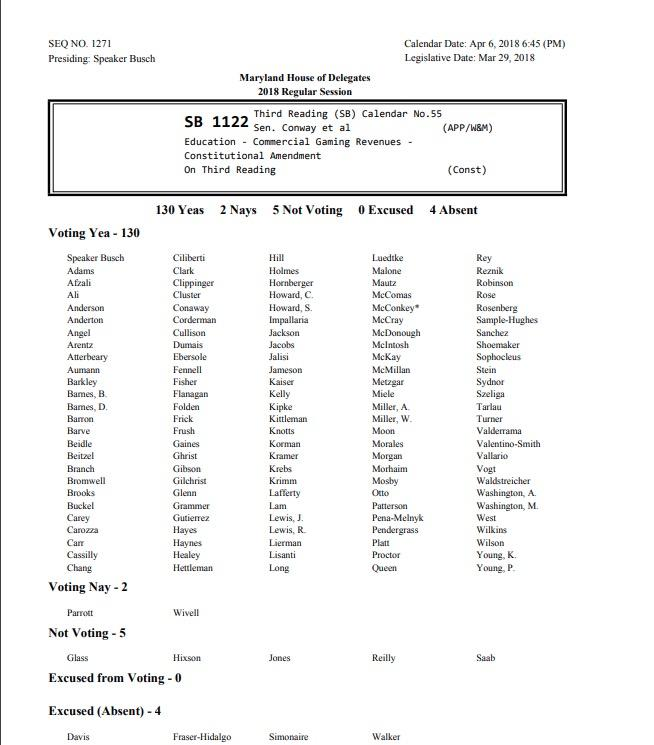 SEQ NO. 1271 Calendar Date: Apr 6, 2018 6:45 (PM)
Presiding: Speaker Busch Legislative Date: Mar 29, 2018
Maryland House of Delegates
2018 Regular Session
SB 1122 Third Reading (SB) Calendar No.55
Sen. Conway et al (APP/W&M)
Education - Commercial Gaming Revenues -
Constitutional Amendment
On Third Reading (Const)
130 Yeas 2 Nays 5 Not Voting 0 Excused 4 Absent
Voting Yea - 130
Speaker Busch Ciliberti Hill Luedtke Rey
Adams Clark Holmes Malone Reznik
Afzali Clippinger Hornberger Mautz Robinson
Ali Cluster Howard, C. McComas Rose
Anderson Conaway Howard, S. McConkey* Rosenberg
Anderton Corderman Impallaria McCray Sample-Hughes
Angel Cullison Jackson McDonough Sanchez
Arentz Dumais Jacobs McIntosh Shoemaker
Atterbeary Ebersole Jalisi McKay Sophocleus
Aumann Fennell Jameson McMillan Stein
Barkley Fisher Kaiser Metzgar Sydnor
Barnes, B. Flanagan Kelly Miele Szeliga
Barnes, D. Folden Kipke Miller, A. Tarlau
Barron Frick Kittleman Miller, W. Turner
Barve Frush Knotts Moon Valderrama
Beidle Gaines Korman Morales Valentino-Smith
Beitzel Ghrist Kramer Morgan Vallario
Branch Gibson Krebs Morhaim Vogt
Bromwell Gilchrist Krimm Mosby Waldstreicher
Brooks Glenn Lafferty Otto Washington, A.
Buckel Grammer Lam Patterson Washington, M.
Carey Gutierrez Lewis, J. Pena-Melnyk West
Carozza Hayes Lewis, R. Pendergrass Wilkins
Carr Haynes Lierman Platt Wilson
Cassilly Healey Lisanti Proctor Young, K.
Chang Hettleman Long Queen Young, P.
Voting Nay - 2
Parrott Wivell
Not Voting - 5
Glass Hixson Jones Reilly Saab
Excused from Voting - 0
Excused (Absent) - 4
Davis Fraser-Hidalgo Simonaire Walker